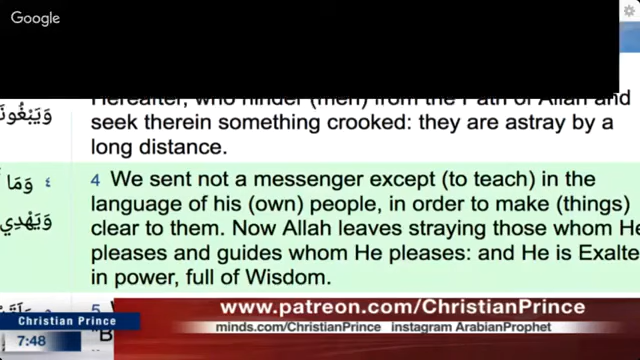 Google
Hereafter, who hinder (men) from the Path of Allah and
seek therein something crooked: they are astray by a
long distance.
وَيَبْغُونَ
4 We sent not a messenger except (to teach) in the
language of his (own) people, in order to make (things)
clear to them. Now Allah leaves straying those whom He
pleases and guides whom He pleases: and He is Exalte
in power, full of Wisdom.
٤ وَمَا
وَيَهْدِي
5
www.patreon.com/ChristianPrince
Christian Prince
minds.com/ChristianPrince instagram ArabianProphet
7:48
"B